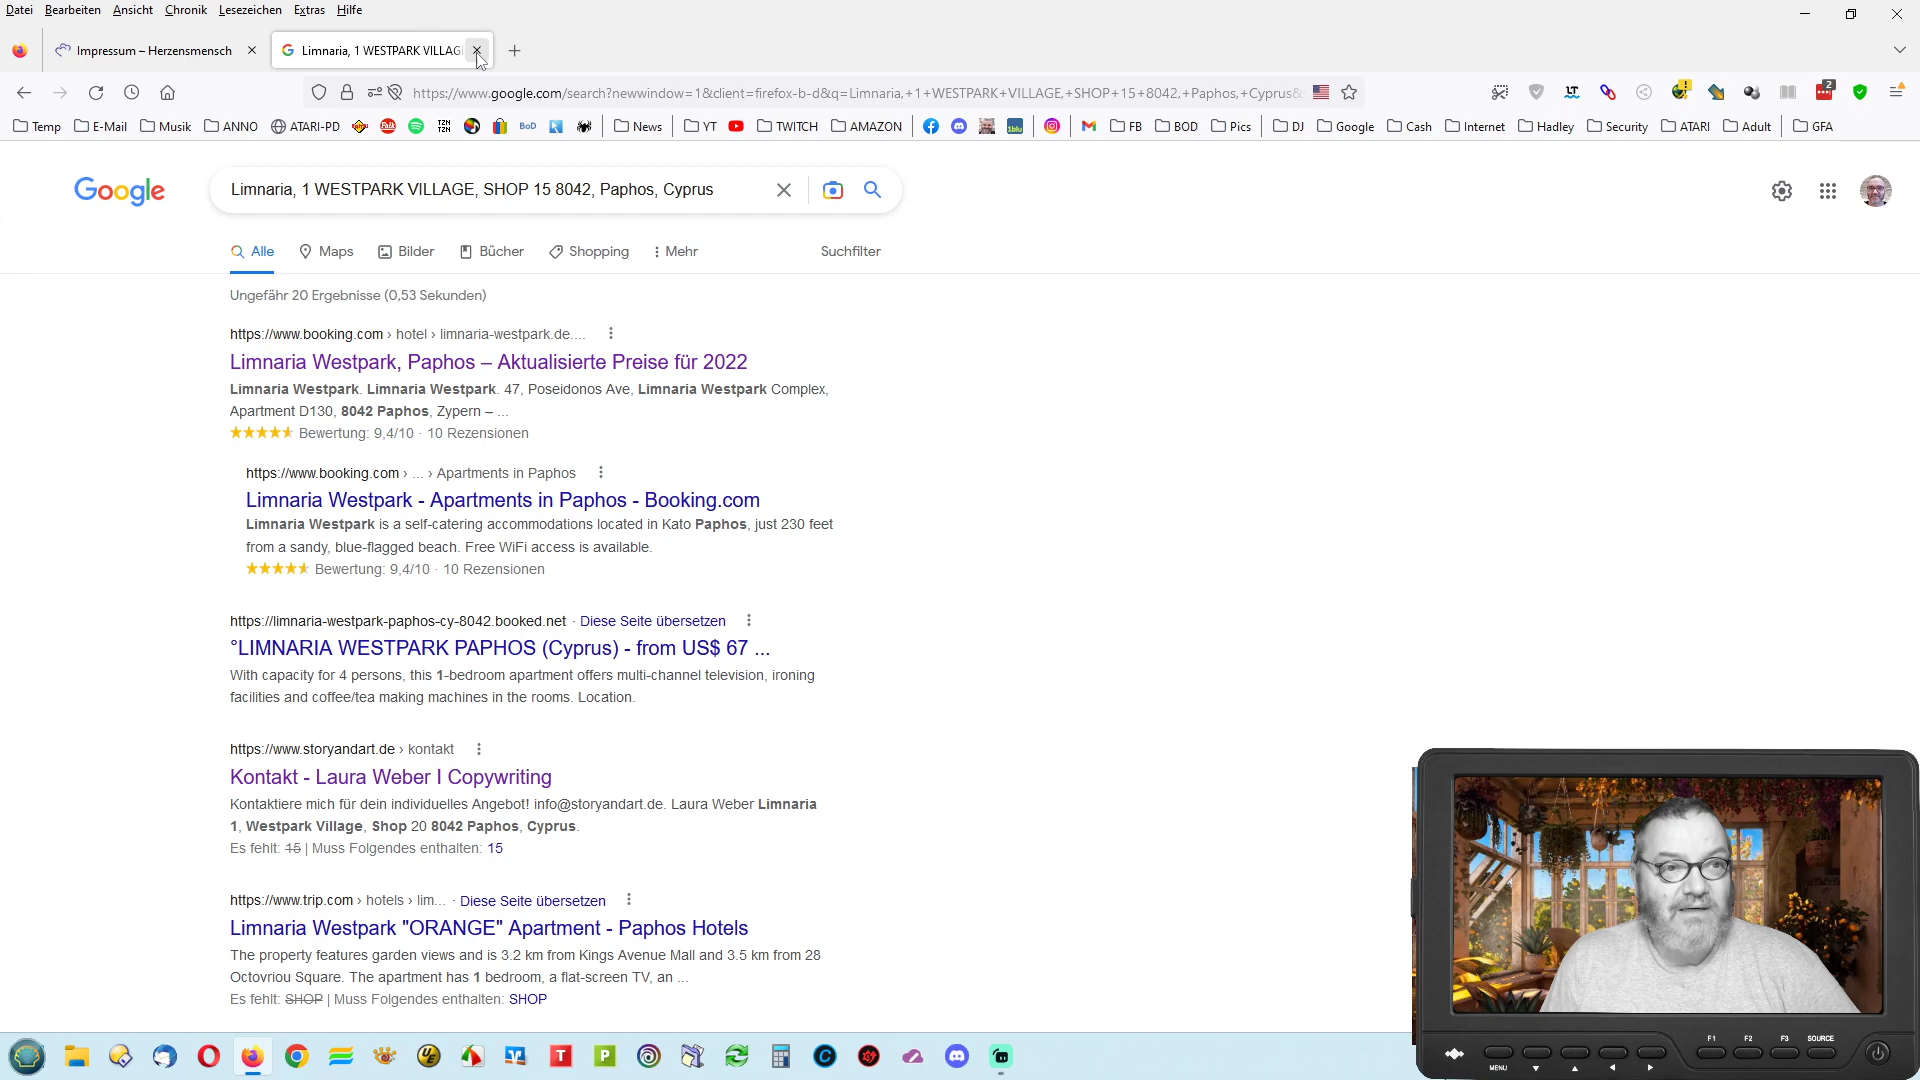 Datei Bearbeiten Ansicht Chronik Lesezeichen Extras Hilfe
Impressum – Herzensmensch
Limnaria, 1 WESTPARK VILLAG
https://www.google.com/search?newwindow=1&client=firefox-b-d&q=Limnaria,+1+WESTPARK+VILLAGE,+SHOP+15+8042,+Paphos,+Cyprus&
2
Temp E-Mail Musik ANNO ATARI-PD BoD News YT TWITCH AMAZON 1blu FB BOD Pics DJ Google Cash Internet Hadley Security ATARI Adult GFA
Google
Limnaria, 1 WESTPARK VILLAGE, SHOP 15 8042, Paphos, Cyprus
Alle Maps Bilder Bücher Shopping Mehr Suchfilter
Ungefähr 20 Ergebnisse (0,53 Sekunden)
https://www.booking.com › hotel › limnaria-westpark.de....
Limnaria Westpark, Paphos – Aktualisierte Preise für 2022
Limnaria Westpark. Limnaria Westpark. 47, Poseidonos Ave, Limnaria Westpark Complex,
Apartment D130, 8042 Paphos, Zypern – ...
Bewertung: 9,4/10 · 10 Rezensionen
https://www.booking.com › ... › Apartments in Paphos
Limnaria Westpark - Apartments in Paphos - Booking.com
Limnaria Westpark is a self-catering accommodations located in Kato Paphos, just 230 feet
from a sandy, blue-flagged beach. Free WiFi access is available.
Bewertung: 9,4/10 · 10 Rezensionen
https://limnaria-westpark-paphos-cy-8042.booked.net · Diese Seite übersetzen
°LIMNARIA WESTPARK PAPHOS (Cyprus) - from US$ 67 ...
With capacity for 4 persons, this 1-bedroom apartment offers multi-channel television, ironing
facilities and coffee/tea making machines in the rooms. Location.
https://www.storyandart.de › kontakt
Kontakt - Laura Weber I Copywriting
Kontaktiere mich für dein individuelles Angebot! info@storyandart.de. Laura Weber Limnaria
1, Westpark Village, Shop 20 8042 Paphos, Cyprus.
Es fehlt: 15 | Muss Folgendes enthalten: 15
https://www.trip.com › hotels › lim... · Diese Seite übersetzen
Limnaria Westpark "ORANGE" Apartment - Paphos Hotels
The property features garden views and is 3.2 km from Kings Avenue Mall and 3.5 km from 28
Octovriou Square. The apartment has 1 bedroom, a flat-screen TV, an ...
Es fehlt: SHOP | Muss Folgendes enthalten: SHOP
F1 F2 F3 SOURCE
MENU